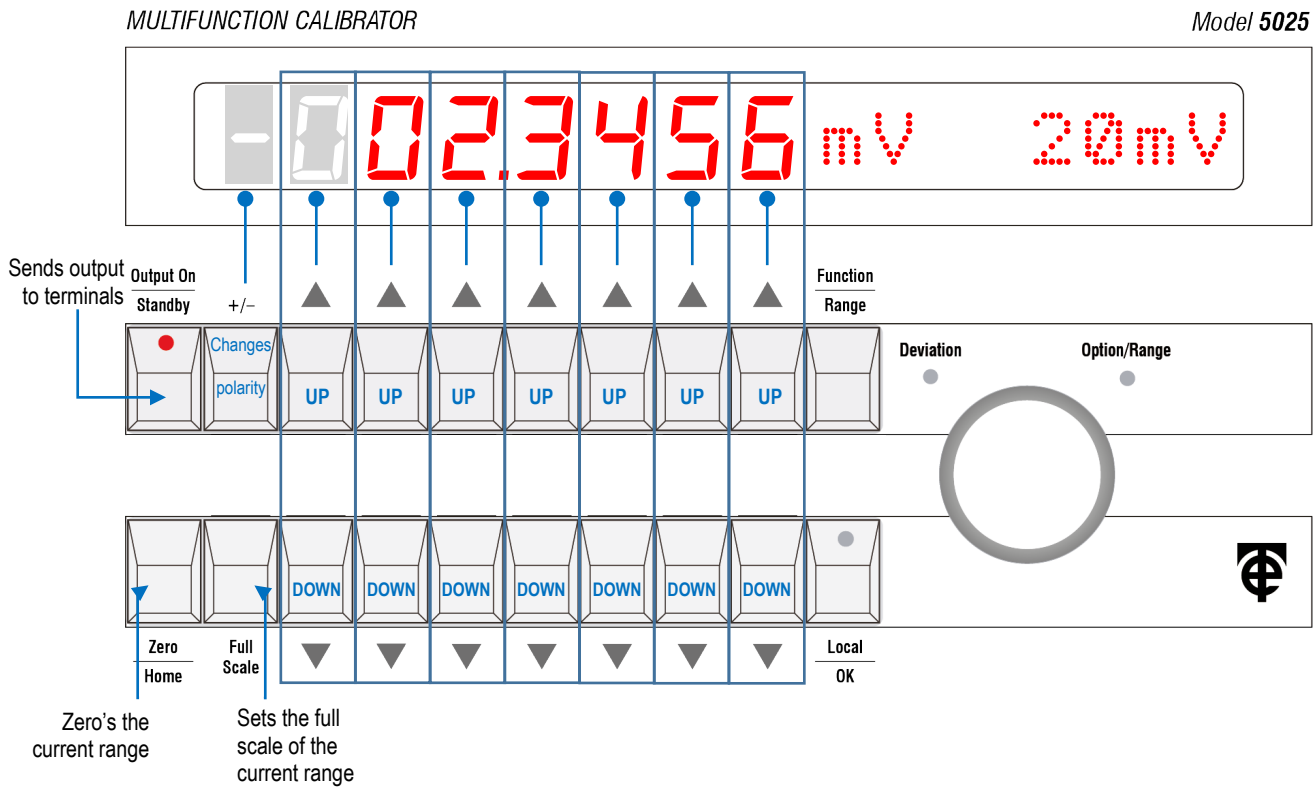 MULTIFUNCTION CALIBRATOR
Model 5025
-002.3456 mV 20mV
Sends output
to terminals
Output On
Standby
+/−
Function
Range
Changes
polarity
UP UP UP UP UP UP UP
Deviation
Option/Range
DOWN DOWN DOWN DOWN DOWN DOWN DOWN
Zero
Home
Full
Scale
Local
OK
Zero's the
current range
Sets the full
scale of the
current range